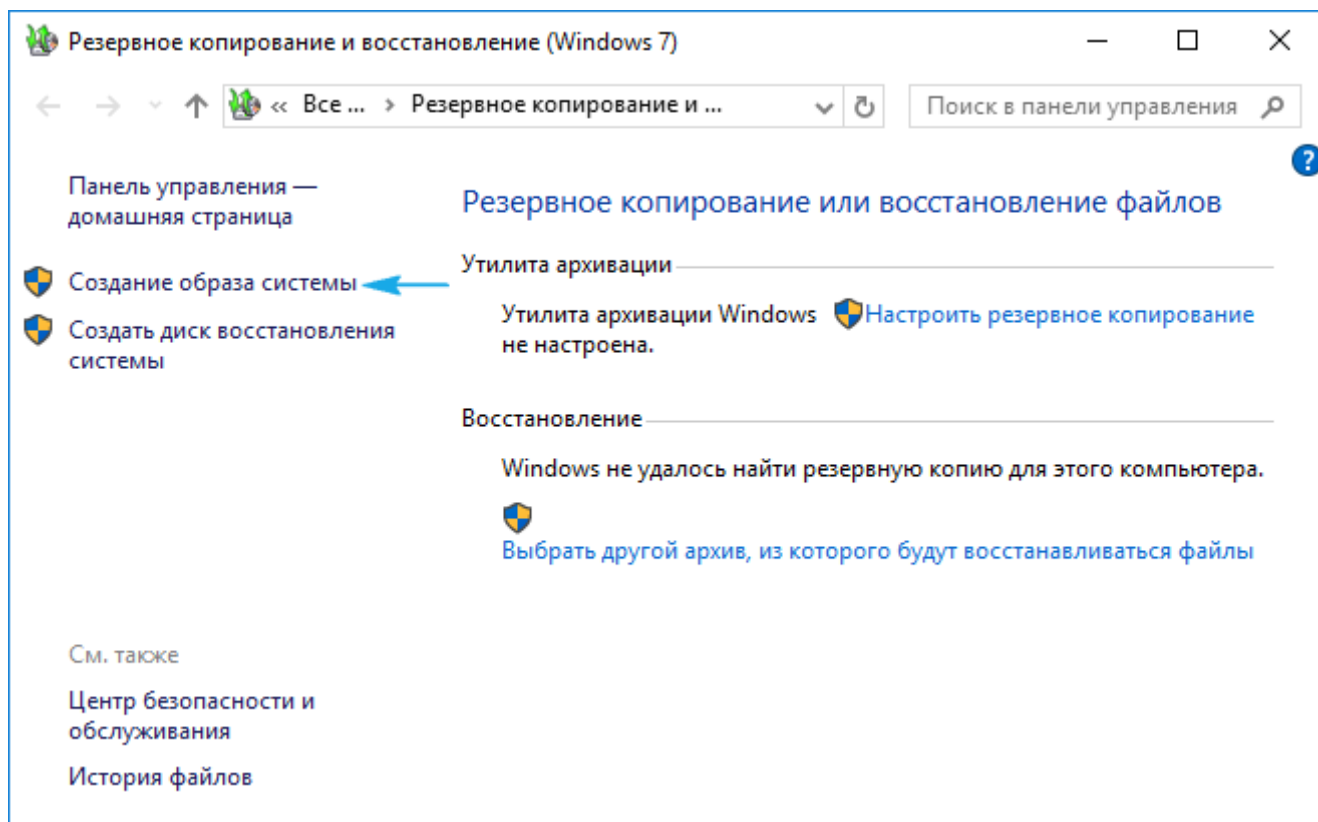 Резервное копирование и восстановление (Windows 7)
« Все ... › Резервное копирование и ...
Поиск в панели управления
?
Панель управления —
домашняя страница
Создание образа системы
Создать диск восстановления
системы
Резервное копирование или восстановление файлов
Утилита архивации
Утилита архивации Windows Настроить резервное копирование
не настроена.
Восстановление
Windows не удалось найти резервную копию для этого компьютера.
Выбрать другой архив, из которого будут восстанавливаться файлы
См. также
Центр безопасности и
обслуживания
История файлов